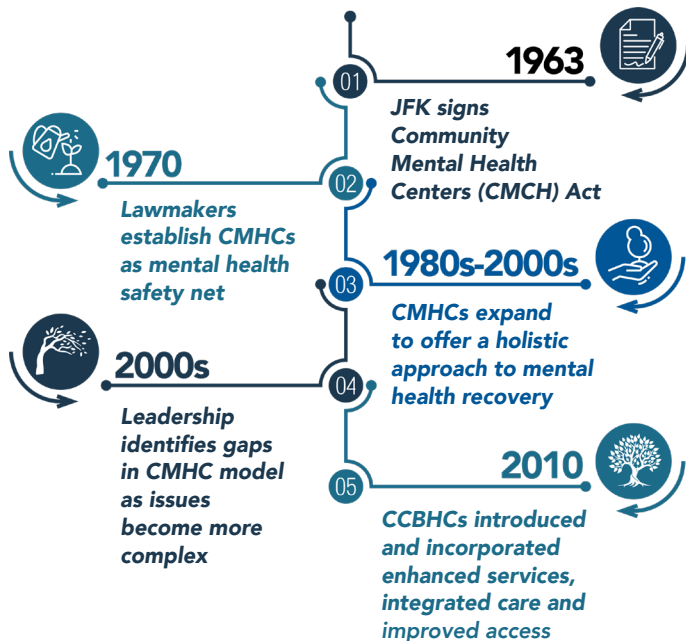 01
1963
JFK signs
Community
Mental Health
Centers (CMCH) Act
1970
02
Lawmakers
establish CMHCs
as mental health
safety net
03
1980s-2000s
CMHCs expand
to offer a holistic
approach to mental
health recovery
2000s
04
Leadership
identifies gaps
in CMHC model
as issues
become more
complex
05
2010
CCBHCs introduced
and incorporated
enhanced services,
integrated care and
improved access